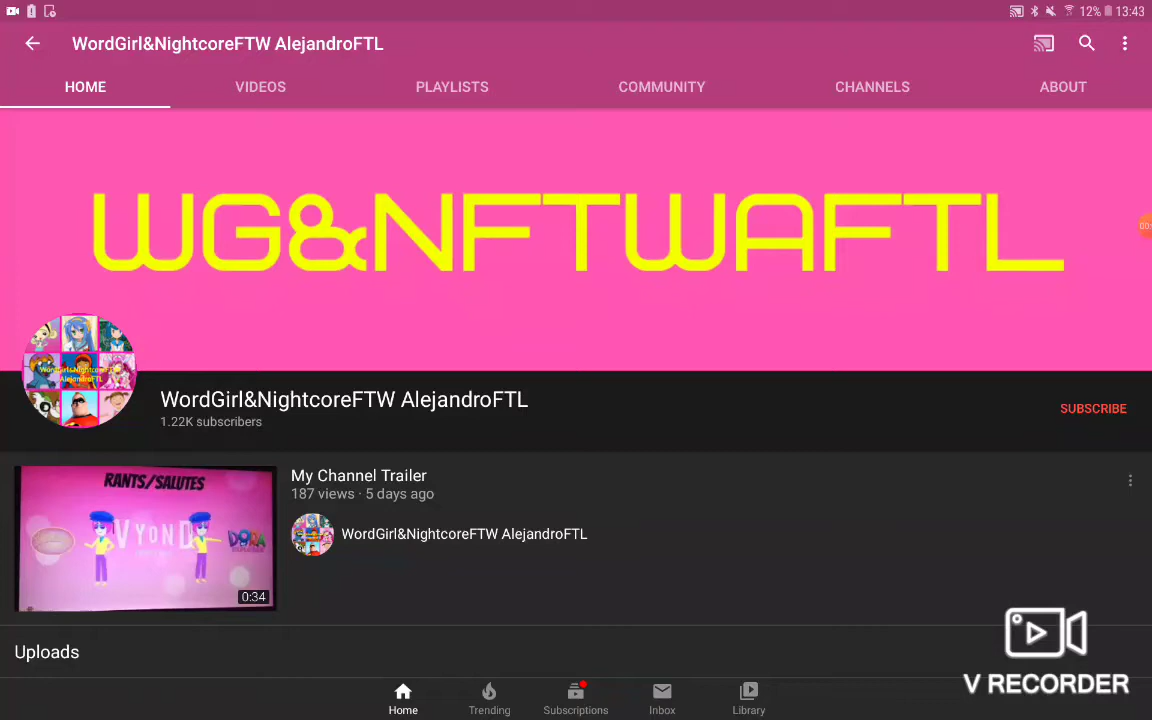 12% 13:43
WordGirl&NightcoreFTW AlejandroFTL
HOME VIDEOS PLAYLISTS COMMUNITY CHANNELS ABOUT
WG&NFTWAFTL
WordGirl&NightcoreFTW AlejandroFTL
1.22K subscribers
SUBSCRIBE
RANTS/SALUTES
VYOND
DORA
0:34
My Channel Trailer
187 views · 5 days ago
WordGirl&NightcoreFTW AlejandroFTL
Uploads
V RECORDER
Home Trending Subscriptions Inbox Library